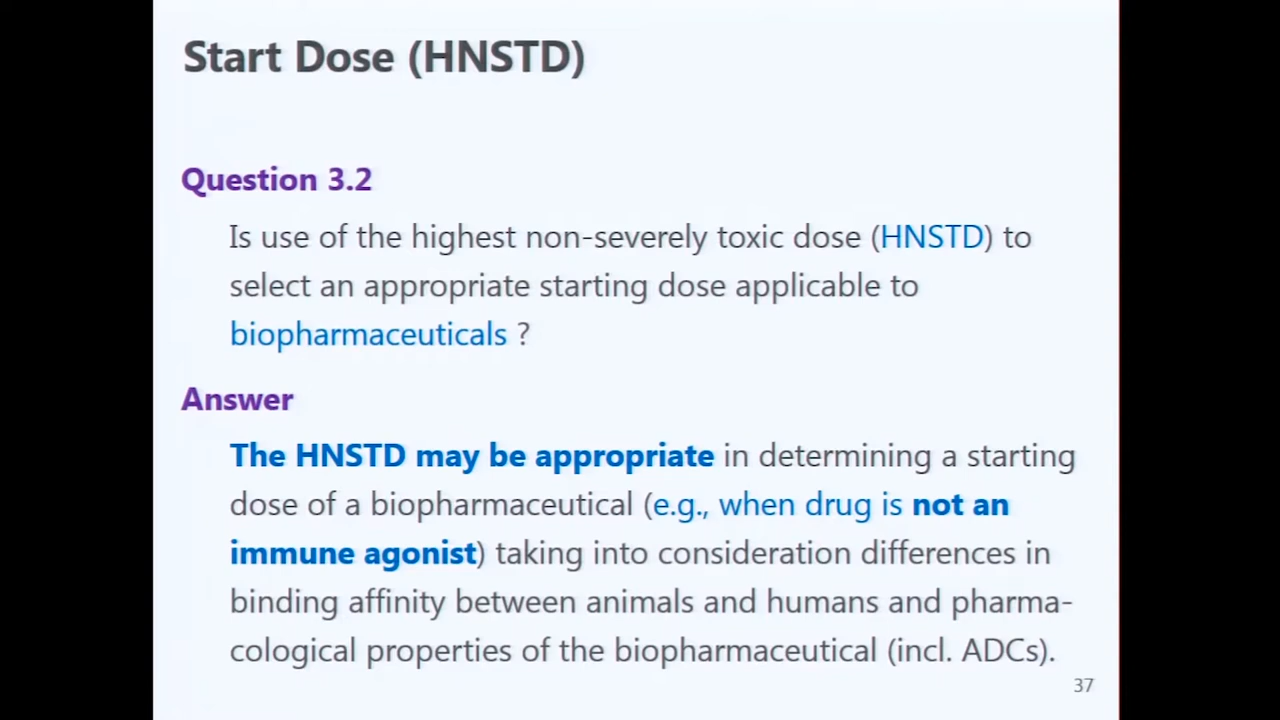 Start Dose (HNSTD)
Question 3.2
Is use of the highest non-severely toxic dose (HNSTD) to
select an appropriate starting dose applicable to
biopharmaceuticals ?
Answer
The HNSTD may be appropriate in determining a starting
dose of a biopharmaceutical (e.g., when drug is not an
immune agonist) taking into consideration differences in
binding affinity between animals and humans and pharma-
cological properties of the biopharmaceutical (incl. ADCs).
37